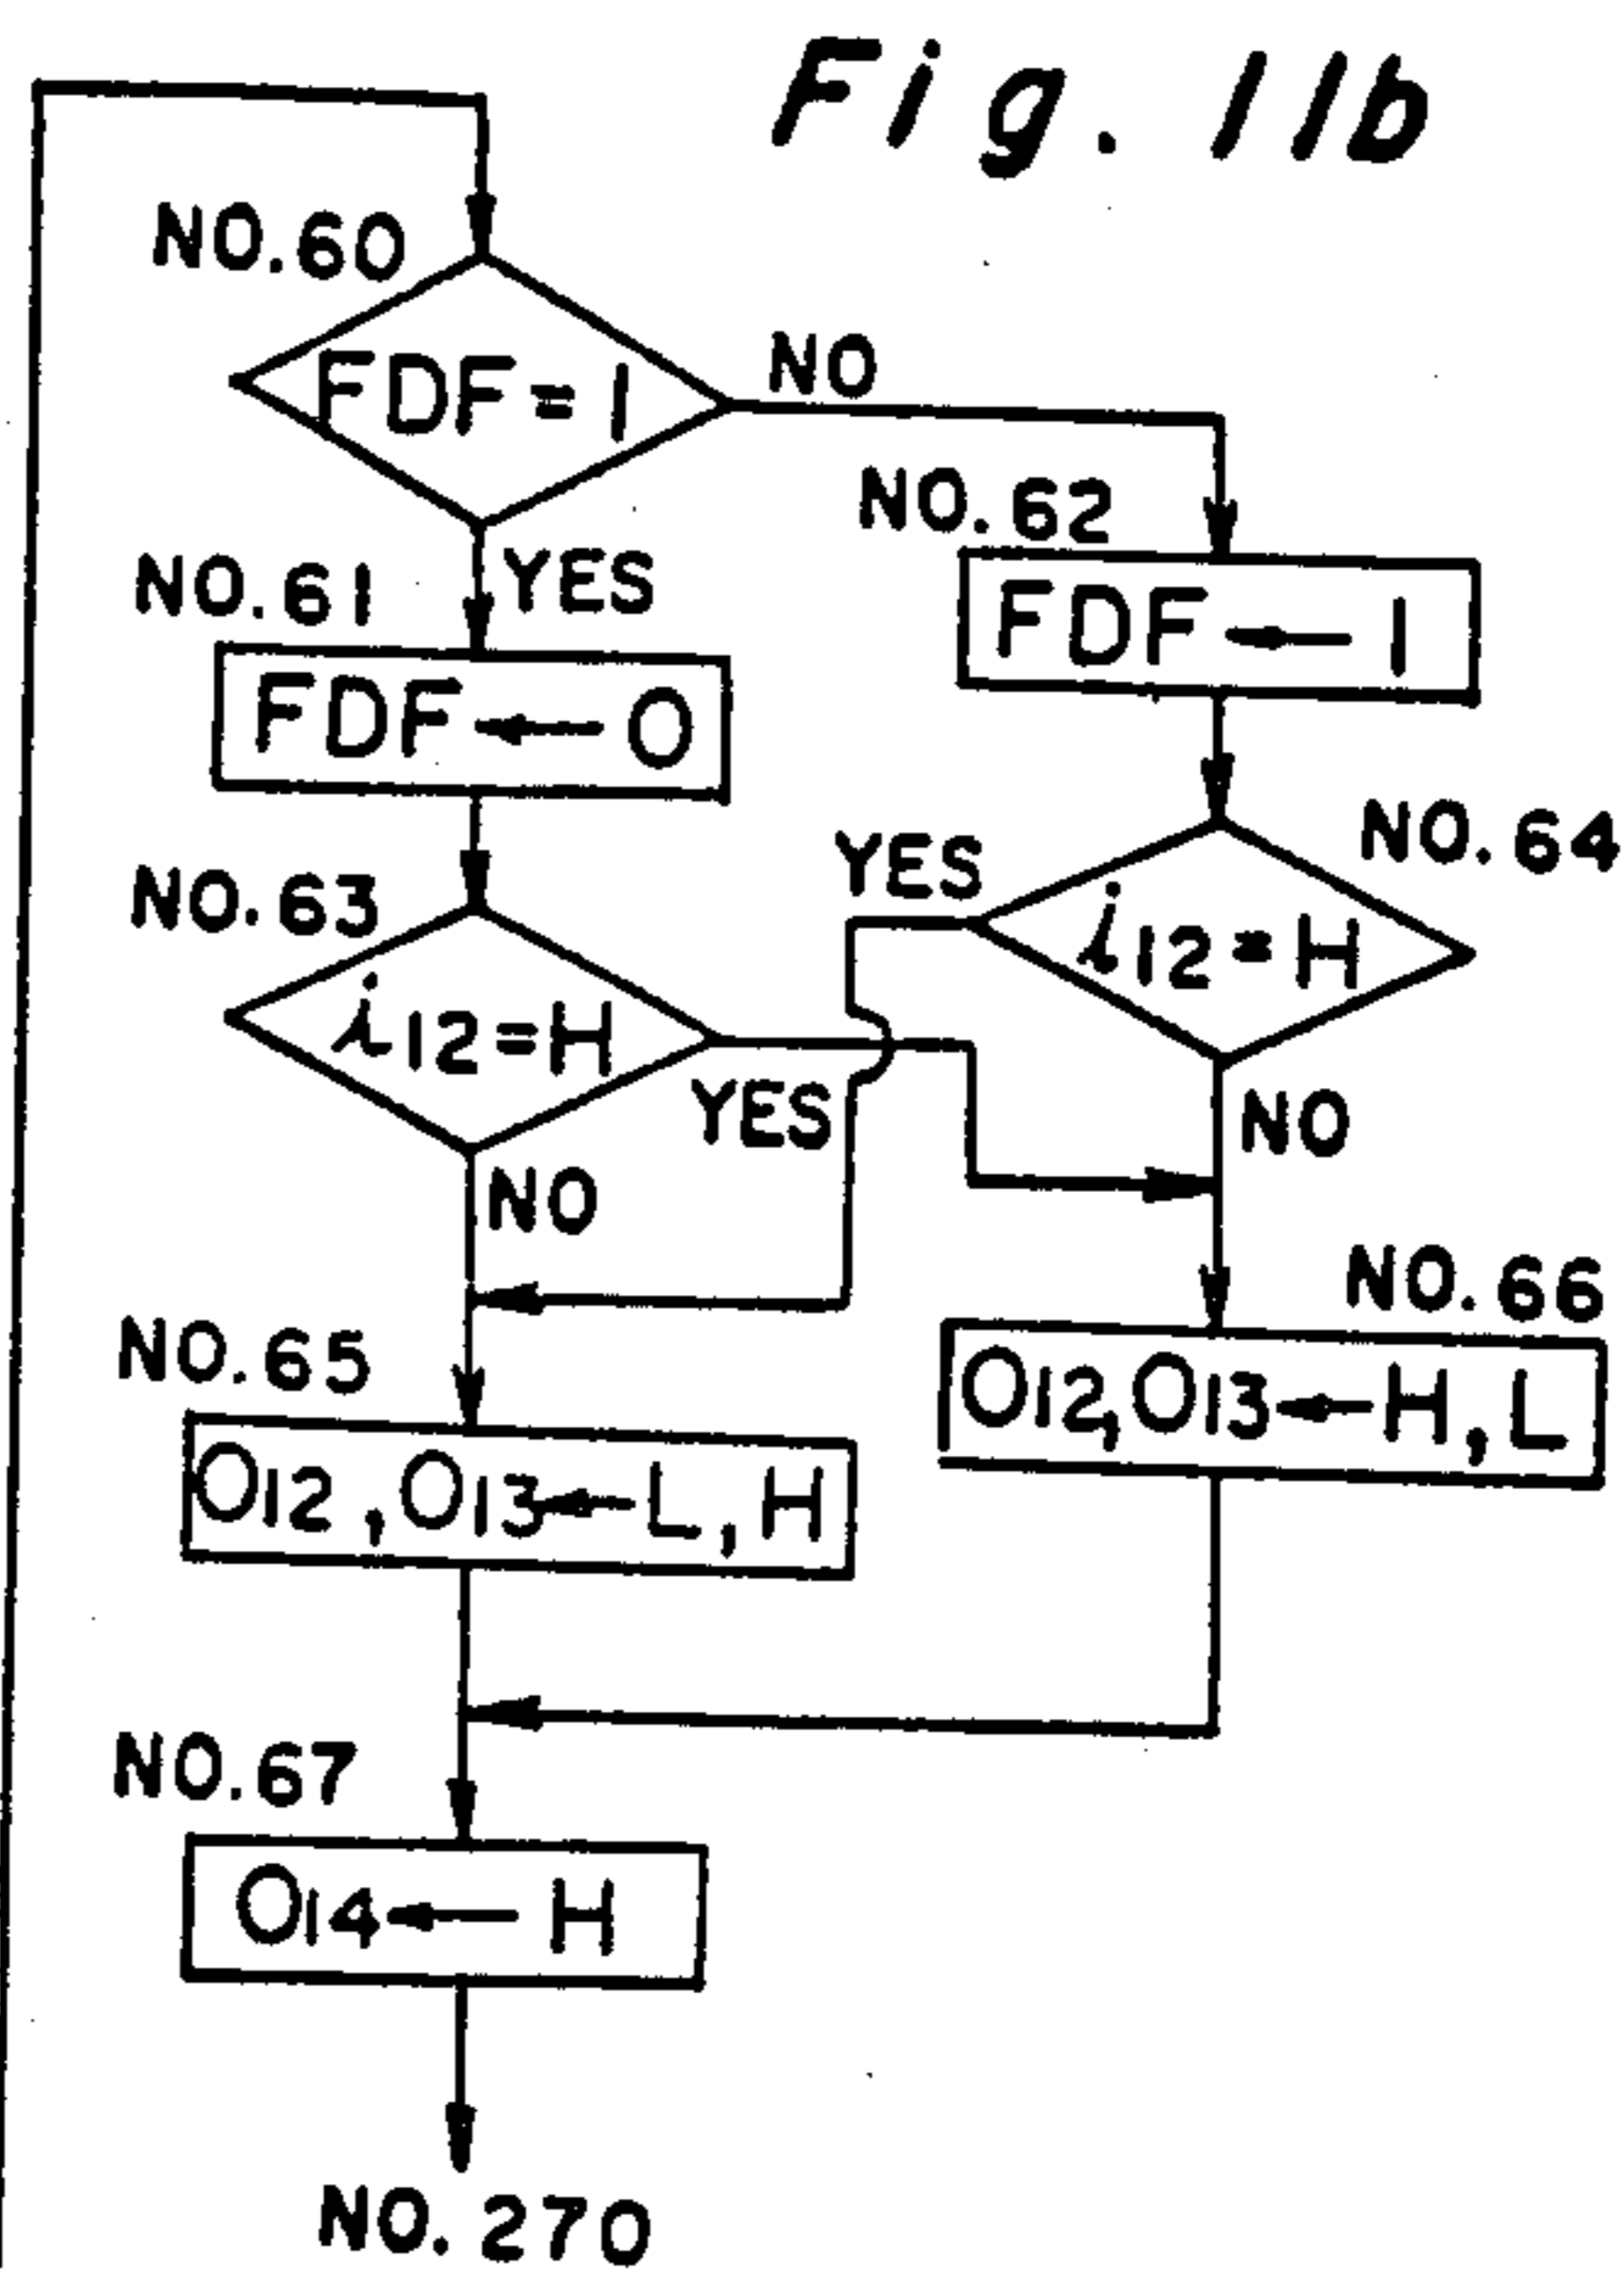 Fig. 11b
NO.60
FDF=1
NO
NO.62
YES
NO.61
FDF←1
FDF←0
NO.64
YES
NO.63
i12=H
i12=H
YES
NO
NO
NO.66
NO.65
O12,O13←H,L
O12,O13←L,H
NO.67
O14←H
NO.270